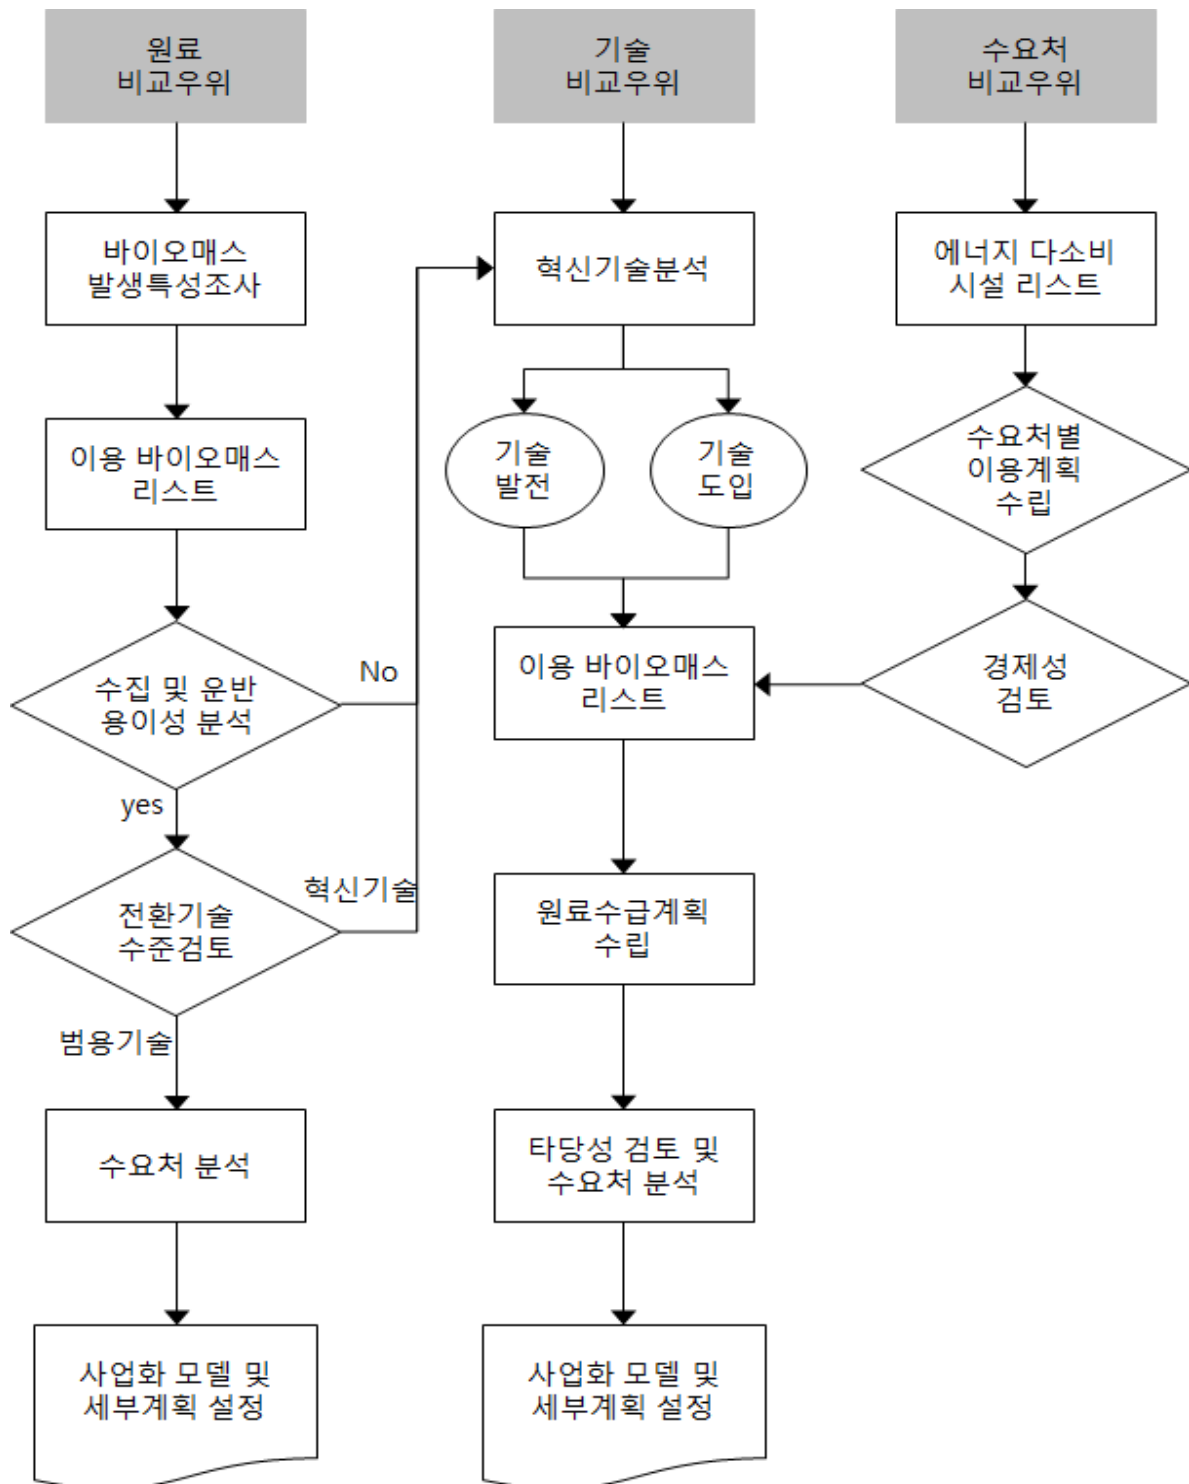 원료
비교우위
바이오매스
발생특성조사
이용 바이오매스
리스트
수집 및 운반
용이성 분석
No
yes
전환기술
수준검토
혁신기술
범용기술
수요처 분석
사업화 모델 및
세부계획 설정
기술
비교우위
혁신기술분석
기술
발전
기술
도입
이용 바이오매스
리스트
원료수급계획
수립
타당성 검토 및
수요처 분석
사업화 모델 및
세부계획 설정
수요처
비교우위
에너지 다소비
시설 리스트
수요처별
이용계획
수립
경제성
검토